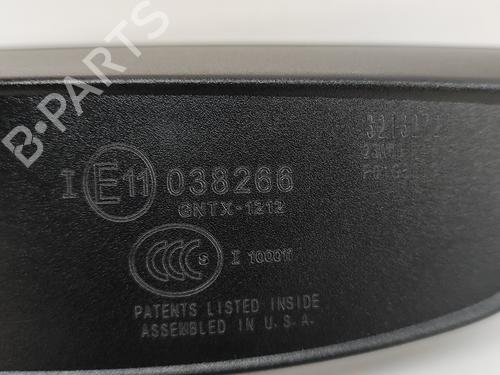 B-PARTS
I E11 038266
GNTX-1212
CCC S I 100011
PATENTS LISTED INSIDE
ASSEMBLED IN U.S.A.